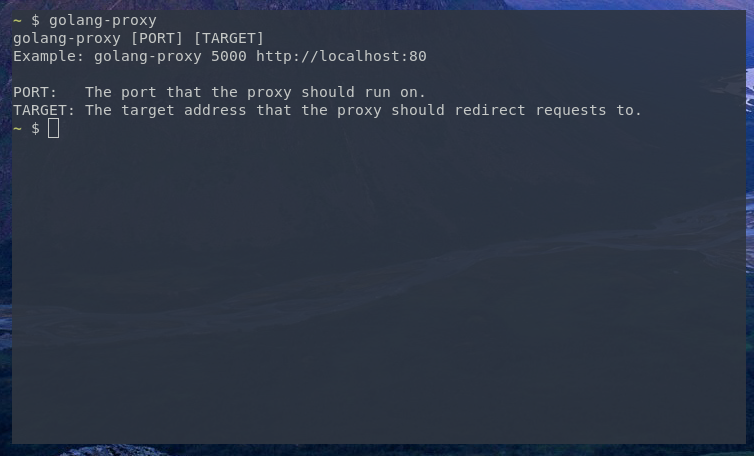 ~ $ golang-proxy
golang-proxy [PORT] [TARGET]
Example: golang-proxy 5000 http://localhost:80
PORT:   The port that the proxy should run on.
TARGET: The target address that the proxy should redirect requests to.
~ $